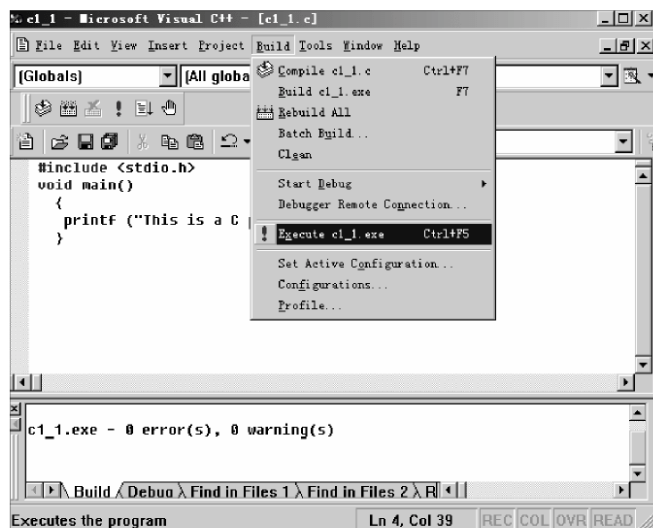 c1_1 - Microsoft Visual C++ - [c1_1.c]
File Edit View Insert Project Build Tools Window Help
(Globals) (All globa
Compile c1_1.c Ctrl+F7
Build c1_1.exe F7
Rebuild All
Batch Build...
Clean
Start Debug
Debugger Remote Connection...
Execute c1_1.exe Ctrl+F5
Set Active Configuration...
Configurations...
Profile...
#include <stdio.h>
void main()
{
printf ("This is a C p
}
c1_1.exe - 0 error(s), 0 warning(s)
Build Debug Find in Files 1 Find in Files 2 R
Executes the program Ln 4, Col 39 REC COL OVR READ